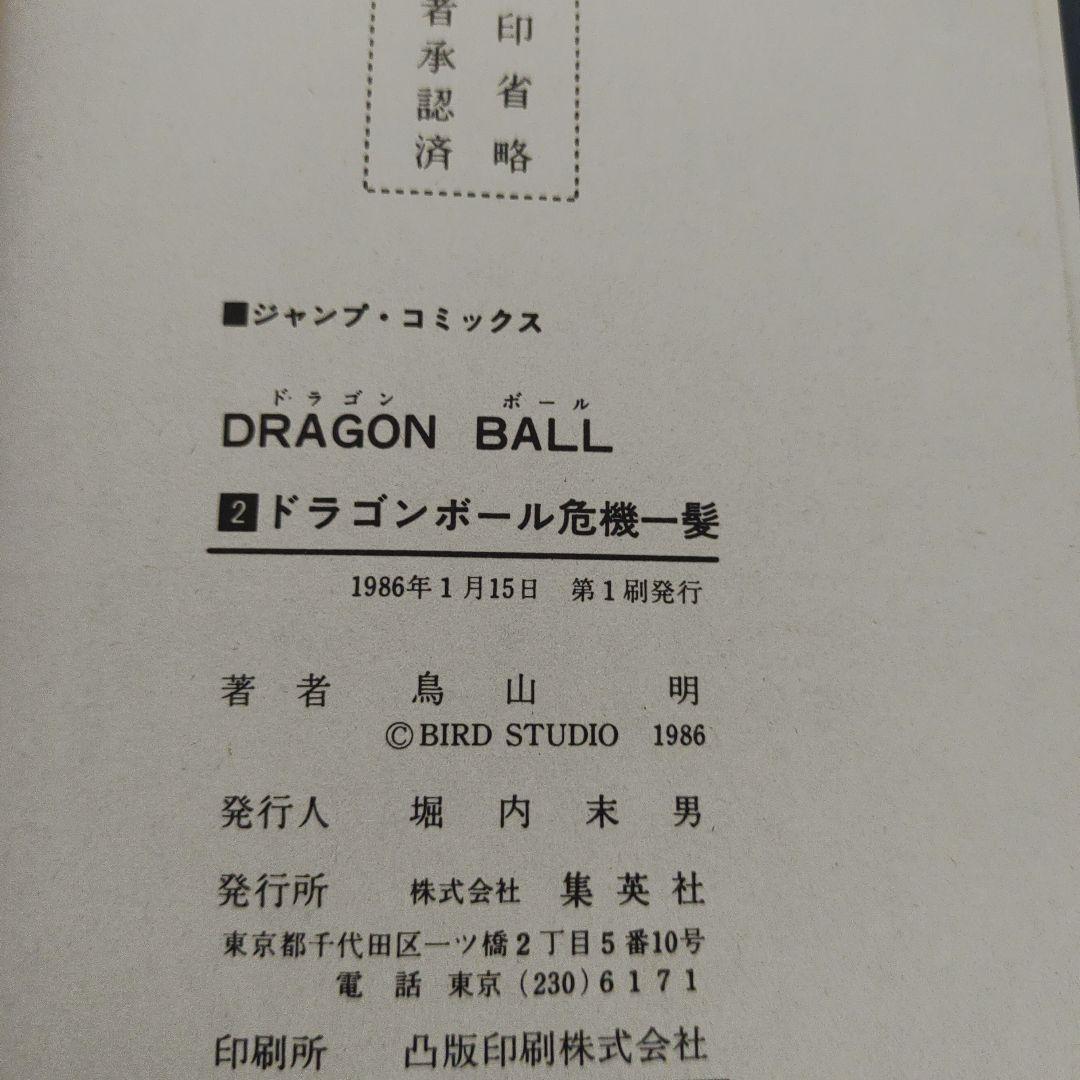 印省略
者承認済
■ジャンプ・コミックス
ドラゴン ボール
DRAGON BALL
2 ドラゴンボール危機一髪
1986年1月15日 第1刷発行
著者 鳥山 明
©BIRD STUDIO 1986
発行人 堀内末男
発行所 株式会社 集英社
東京都千代田区一ツ橋2丁目5番10号
電話 東京(230)6171
印刷所 凸版印刷株式会社